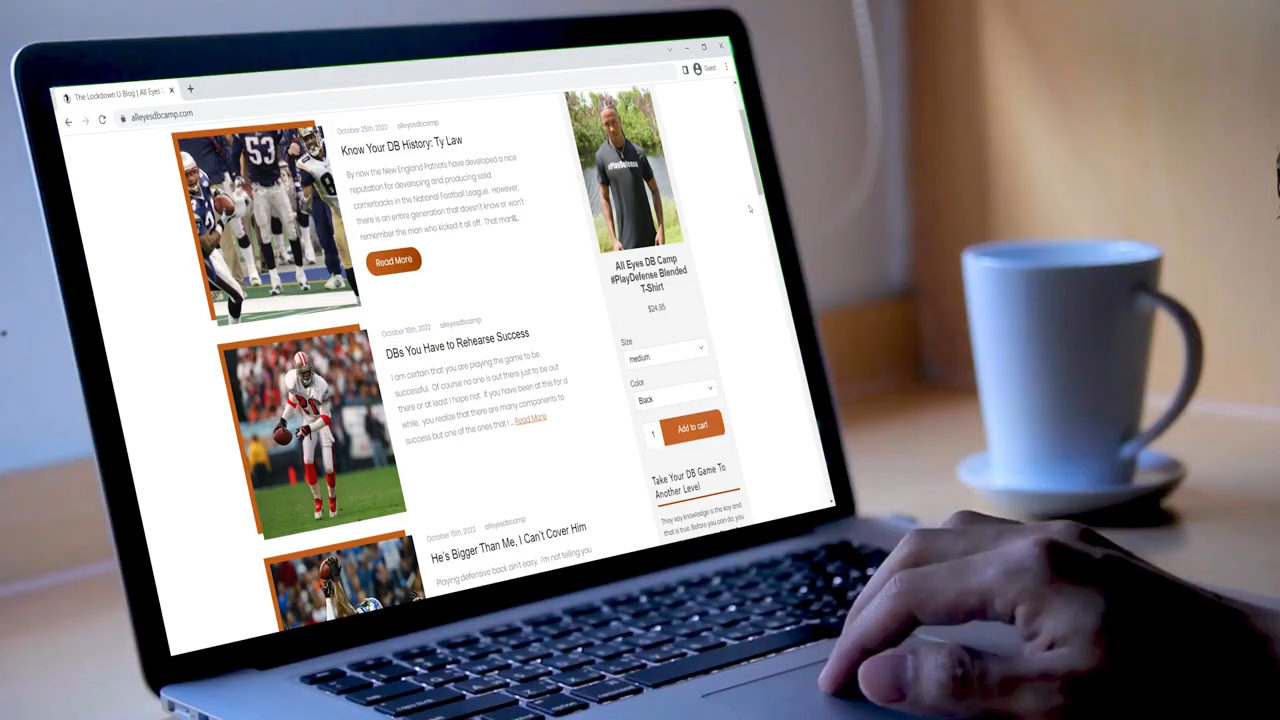 The Lockdown U Blog | All Eyes
Guest
alleyesdbcamp.com
October 25th, 2022 alleyesdbcamp
Know Your DB History: Ty Law
By now the New England Patriots have developed a nice
reputation for developing and producing solid
cornerbacks in the National Football League. However,
there is an entire generation that doesn't know or won't
remember the man who kicked it all off. That man
Read More
October 18th, 2022 alleyesdbcamp
DBs You Have to Rehearse Success
I am certain that you are playing the game to be
successful. Of course no one is out there just to be out
there or at least I hope not. If you have been at this for a
while, you realize that there are many components to
success but one of the ones that I ... Read More
October 15th, 2022 alleyesdbcamp
He's Bigger Than Me, I Can't Cover Him
Playing defensive back ain't easy, I'm not telling you
53
#PlayDefense
All Eyes DB Camp
#PlayDefense Blended
T-Shirt
$24.95
Size
medium
Color
Black
1 Add to cart
Take Your DB Game To
Another Level
They say knowledge is the key and
that is true. Before you can do, you